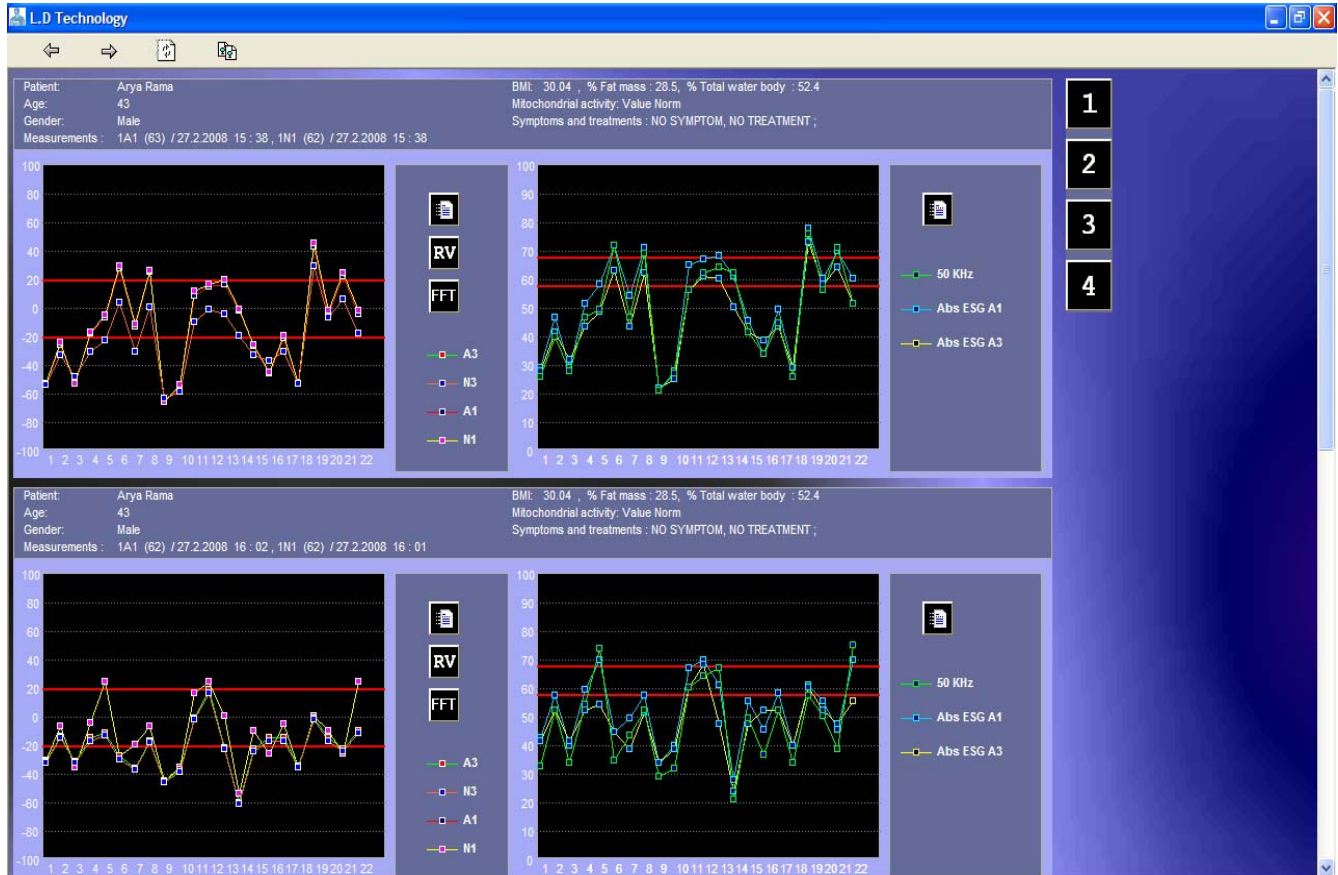 L.D Technology
Patient: Arya Rama
Age: 43
Gender: Male
Measurements : 1A1 (63) / 27.2.2008 15 : 38 , 1N1 (62) / 27.2.2008 15 : 38
BMI: 30.04 , % Fat mass : 28.5, % Total water body : 52.4
Mitochondrial activity: Value Norm
Symptoms and treatments : NO SYMPTOM, NO TREATMENT ;
100
80
60
40
20
0
-20
-40
-60
-80
-100
1 2 3 4 5 6 7 8 9 10 11 12 13 14 15 16 17 18 19 20 21 22
RV
FFT
A3
N3
A1
N1
100
90
80
70
60
50
40
30
20
10
0
1 2 3 4 5 6 7 8 9 10 11 12 13 14 15 16 17 18 19 20 21 22
50 KHz
Abs ESG A1
Abs ESG A3
1
2
3
4
Patient: Arya Rama
Age: 43
Gender: Male
Measurements : 1A1 (62) / 27.2.2008 16 : 02 , 1N1 (62) / 27.2.2008 16 : 01
BMI: 30.04 , % Fat mass : 28.5, % Total water body : 52.4
Mitochondrial activity: Value Norm
Symptoms and treatments : NO SYMPTOM, NO TREATMENT ;
100
80
60
40
20
0
-20
-40
-60
-80
-100
1 2 3 4 5 6 7 8 9 10 11 12 13 14 15 16 17 18 19 20 21 22
RV
FFT
A3
N3
A1
N1
100
90
80
70
60
50
40
30
20
10
0
1 2 3 4 5 6 7 8 9 10 11 12 13 14 15 16 17 18 19 20 21 22
50 KHz
Abs ESG A1
Abs ESG A3